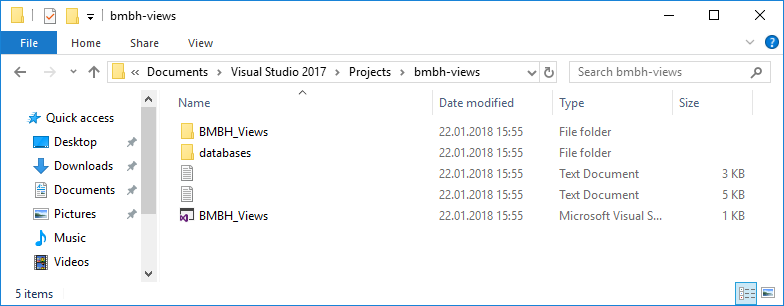 bmbh-views
File Home Share View
Documents Visual Studio 2017 Projects bmbh-views Search bmbh-views
Name Date modified Type Size
Quick access
Desktop
Downloads
Documents
Pictures
Music
Videos
BMBH_Views 22.01.2018 15:55 File folder
databases 22.01.2018 15:55 File folder
22.01.2018 15:55 Text Document 3 KB
22.01.2018 15:55 Text Document 5 KB
BMBH_Views 22.01.2018 15:55 Microsoft Visual S... 1 KB
5 items